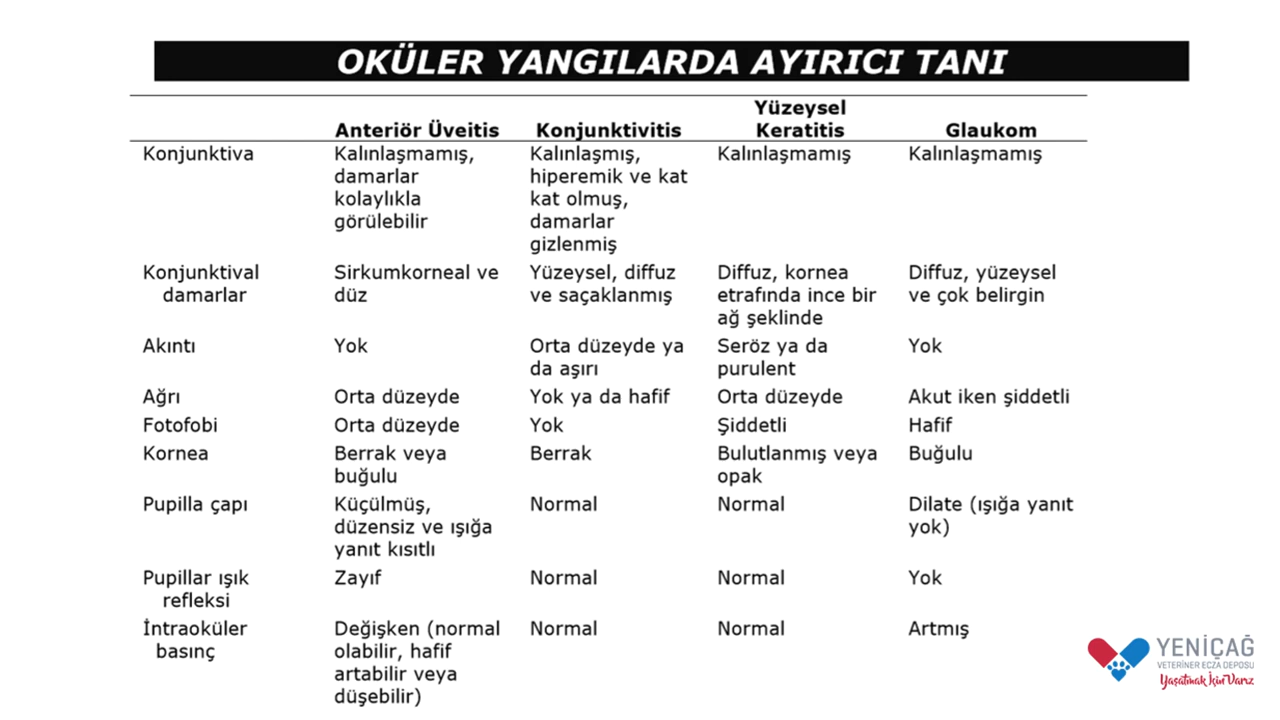 OKÜLER YANGILARDA AYIRICI TANI
Yüzeysel
Anteriör Üveitis Konjunktivitis Keratitis Glaukom
Konjunktiva Kalınlaşmamış, Kalınlaşmış, Kalınlaşmamış Kalınlaşmamış
damarlar hiperemik ve kat
kolaylıkla kat olmuş,
görülebilir damarlar
gizlenmiş
Konjunktival Sirkumkorneal ve Yüzeysel, diffuz Diffuz, kornea Diffuz, yüzeysel
damarlar düz ve saçaklanmış etrafında ince bir ve çok belirgin
ağ şeklinde
Akıntı Yok Orta düzeyde ya Seröz ya da Yok
da aşırı purulent
Ağrı Orta düzeyde Yok ya da hafif Orta düzeyde Akut iken şiddetli
Fotofobi Orta düzeyde Yok Şiddetli Hafif
Kornea Berrak veya Berrak Bulutlanmış veya Buğulu
buğulu opak
Pupilla çapı Küçülmüş, Normal Normal Dilate (ışığa yanıt
düzensiz ve ışığa yok)
yanıt kısıtlı
Pupillar ışık Zayıf Normal Normal Yok
refleksi
İntraoküler Değişken (normal Normal Normal Artmış
basınç olabilir, hafif
artabilir veya
düşebilir)
YENİÇAĞ
VETERİNER ECZA DEPOSU
Yaşatmak İçin Varız